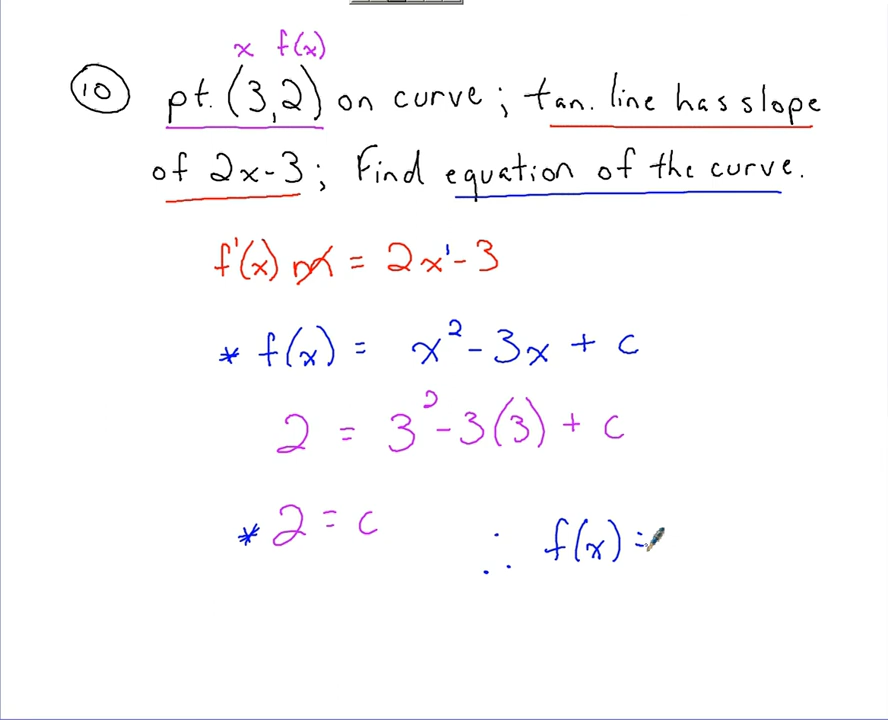 x f(x)
10 pt. (3,2) on curve; tan. line has slope
of 2x-3; Find equation of the curve.
f'(x) m = 2x¹-3
* f(x) = x²-3x + c
2 = 3²-3(3) + c
* 2 = c ∴ f(x) =